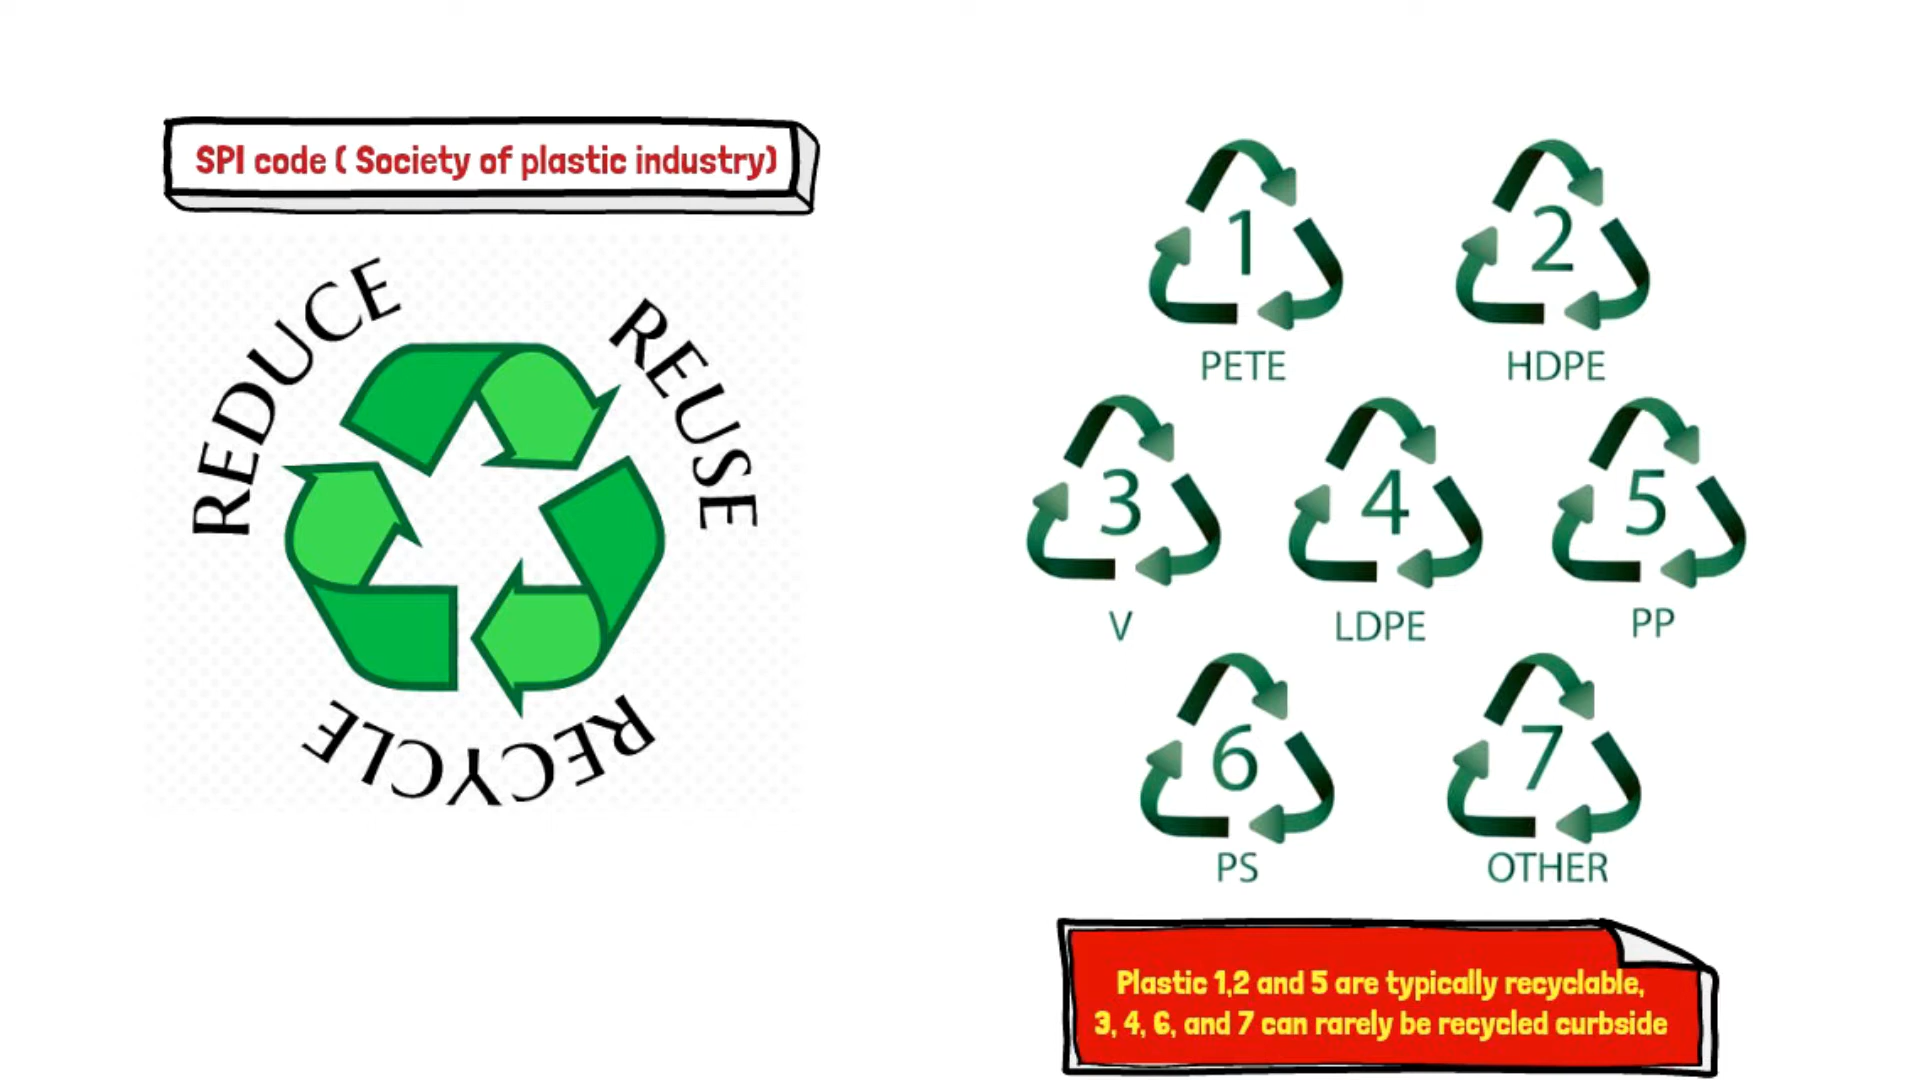 SPI code ( Society of plastic industry)
REDUCE
REUSE
RECYCLE
1
PETE
2
HDPE
3
V
4
LDPE
5
PP
6
PS
7
OTHER
Plastic 1,2 and 5 are typically recyclable,
3, 4, 6, and 7 can rarely be recycled curbside